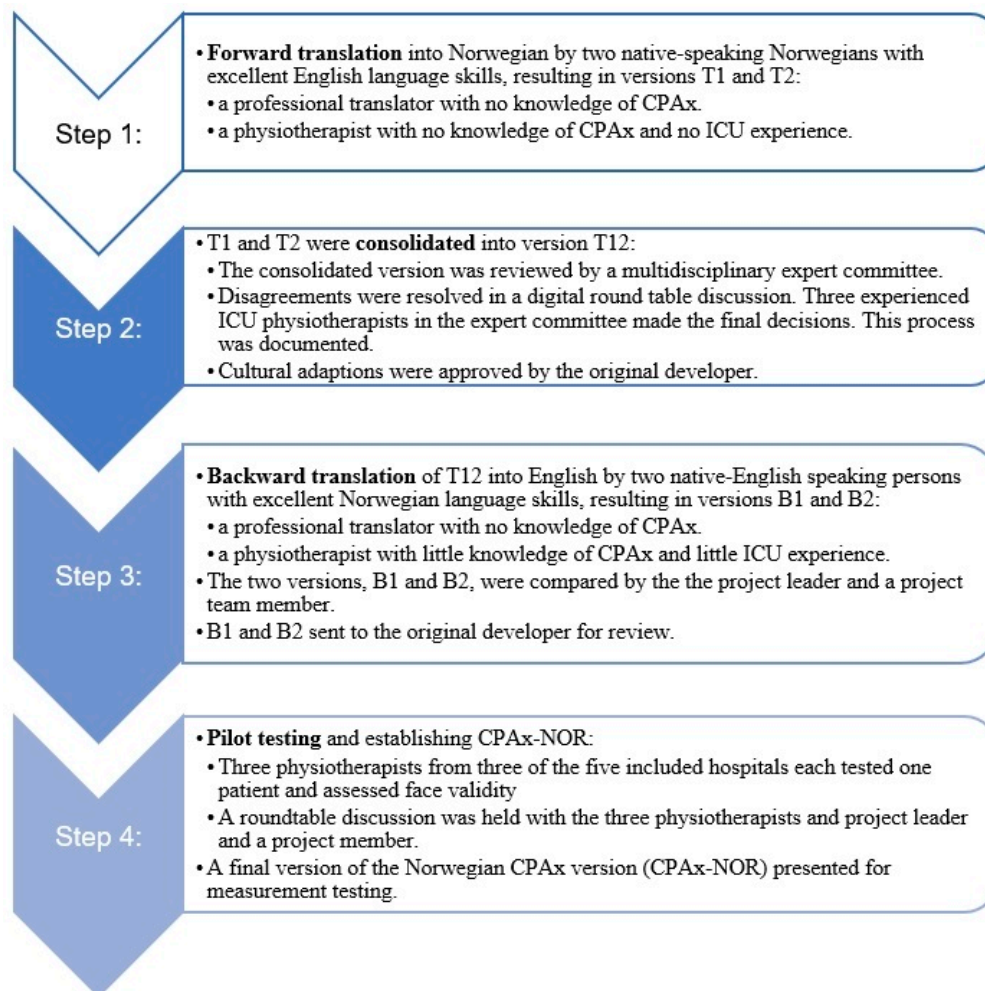 Step 1:
• Forward translation into Norwegian by two native-speaking Norwegians with
excellent English language skills, resulting in versions T1 and T2:
• a professional translator with no knowledge of CPAx.
• a physiotherapist with no knowledge of CPAx and no ICU experience.
Step 2:
• T1 and T2 were consolidated into version T12:
• The consolidated version was reviewed by a multidisciplinary expert committee.
• Disagreements were resolved in a digital round table discussion. Three experienced
ICU physiotherapists in the expert committee made the final decisions. This process
was documented.
• Cultural adaptions were approved by the original developer.
Step 3:
• Backward translation of T12 into English by two native-English speaking persons
with excellent Norwegian language skills, resulting in versions B1 and B2:
• a professional translator with no knowledge of CPAx.
• a physiotherapist with little knowledge of CPAx and little ICU experience.
• The two versions, B1 and B2, were compared by the the project leader and a project
team member.
• B1 and B2 sent to the original developer for review.
Step 4:
• Pilot testing and establishing CPAx-NOR:
• Three physiotherapists from three of the five included hospitals each tested one
patient and assessed face validity
• A roundtable discussion was held with the three physiotherapists and project leader
and a project member.
• A final version of the Norwegian CPAx version (CPAx-NOR) presented for
measurement testing.